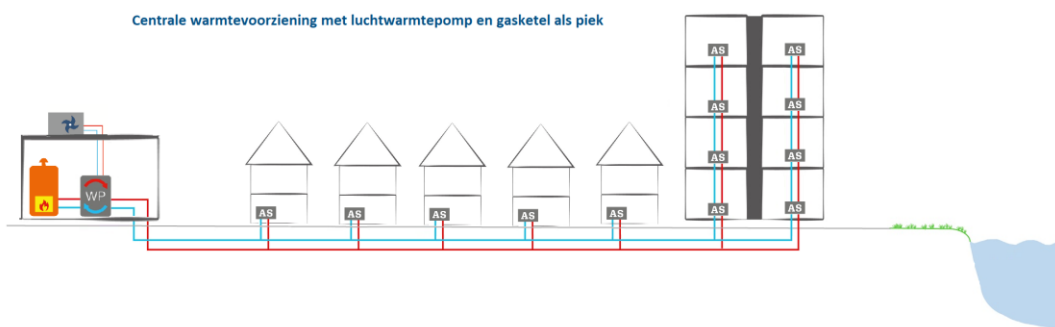 Centrale warmtevoorziening met luchtwarmtepomp en gasketel als piek
AS AS
AS AS
AS AS
WP
AS AS AS AS AS AS AS